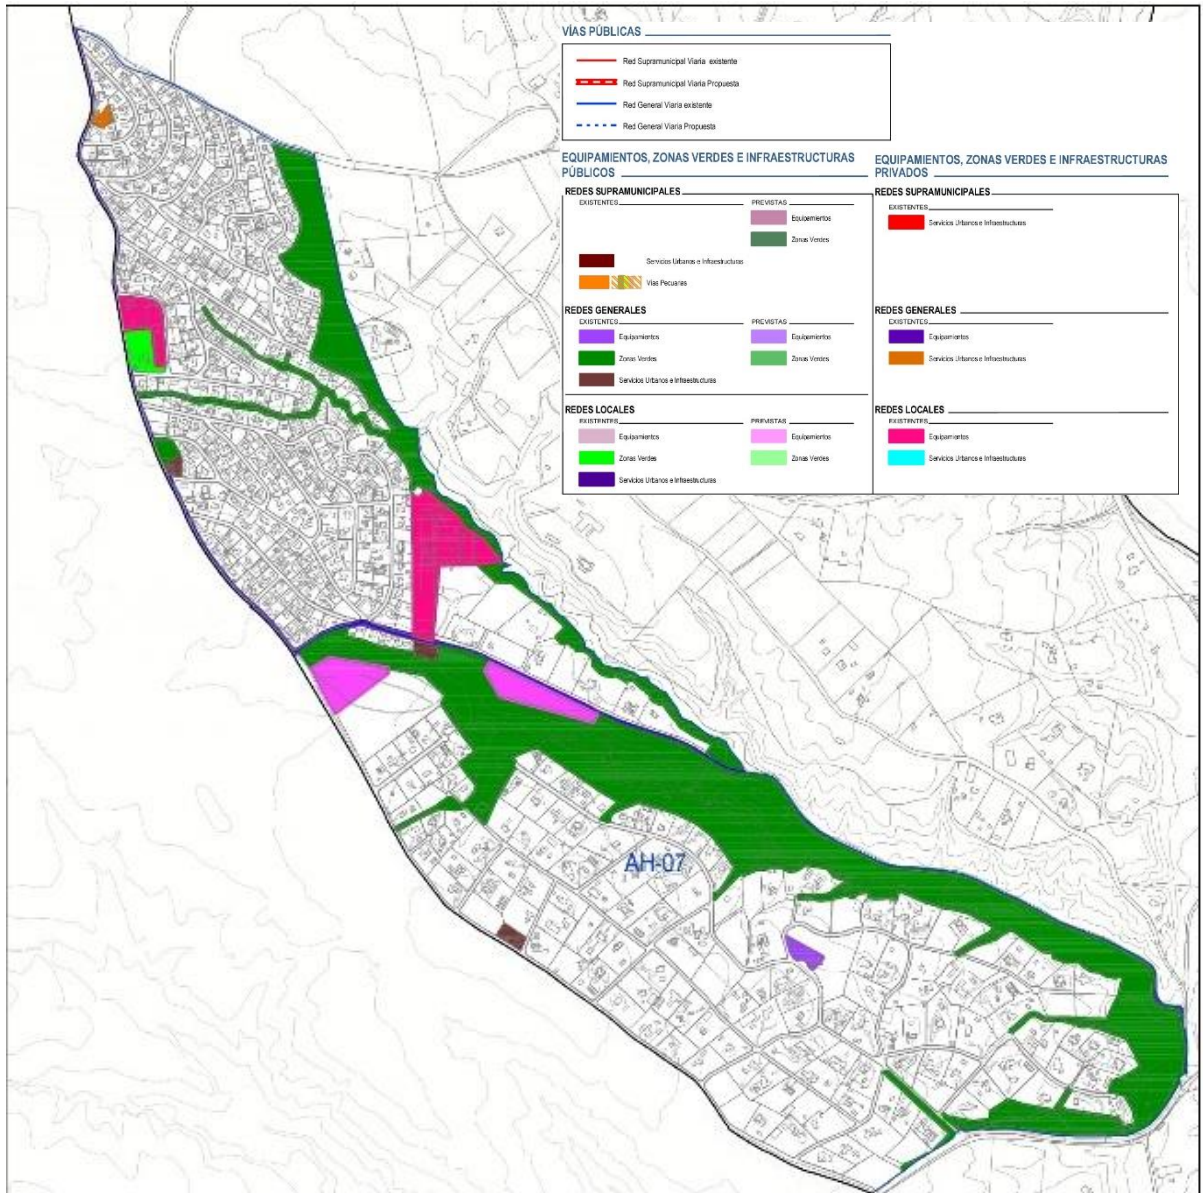 VÍAS PÚBLICAS
Red Supramunicipal Viaria existente
Red Supramunicipal Viaria Propuesta
Red General Viaria existente
Red General Viaria Propuesta
EQUIPAMIENTOS, ZONAS VERDES E INFRAESTRUCTURAS
PÚBLICOS
REDES SUPRAMUNICIPALES
EXISTENTES
PREVISTAS
Equipamientos
Zonas Verdes
Servicios Urbanos e Infraestructuras
Vías Pecuarias
REDES GENERALES
EXISTENTES
PREVISTAS
Equipamientos
Equipamientos
Zonas Verdes
Zonas Verdes
Servicios Urbanos e Infraestructuras
REDES LOCALES
EXISTENTES
PREVISTAS
Equipamientos
Equipamientos
Zonas Verdes
Zonas Verdes
Servicios Urbanos e Infraestructuras
EQUIPAMIENTOS, ZONAS VERDES E INFRAESTRUCTURAS
PRIVADOS
REDES SUPRAMUNICIPALES
EXISTENTES
Servicios Urbanos e Infraestructuras
REDES GENERALES
EXISTENTES
Equipamientos
Servicios Urbanos e Infraestructuras
REDES LOCALES
EXISTENTES
Equipamientos
Servicios Urbanos e Infraestructuras
AH-07